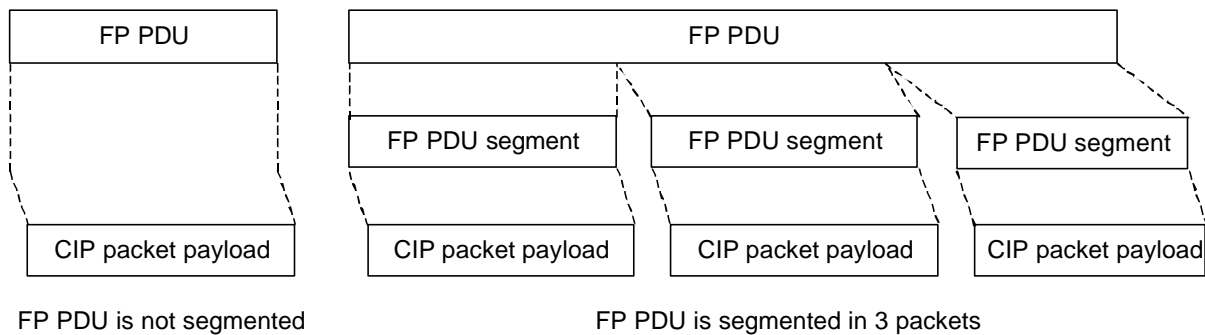 FP PDU
FP PDU
FP PDU segment
FP PDU segment
FP PDU segment
CIP packet payload
CIP packet payload
CIP packet payload
CIP packet payload
FP PDU is not segmented
FP PDU is segmented in 3 packets